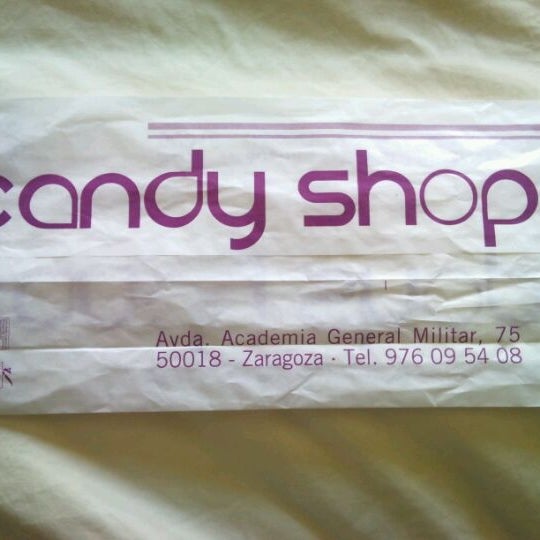 candy shop
Avda. Academia General Militar, 75
50018 - Zaragoza · Tel. 976 09 54 08